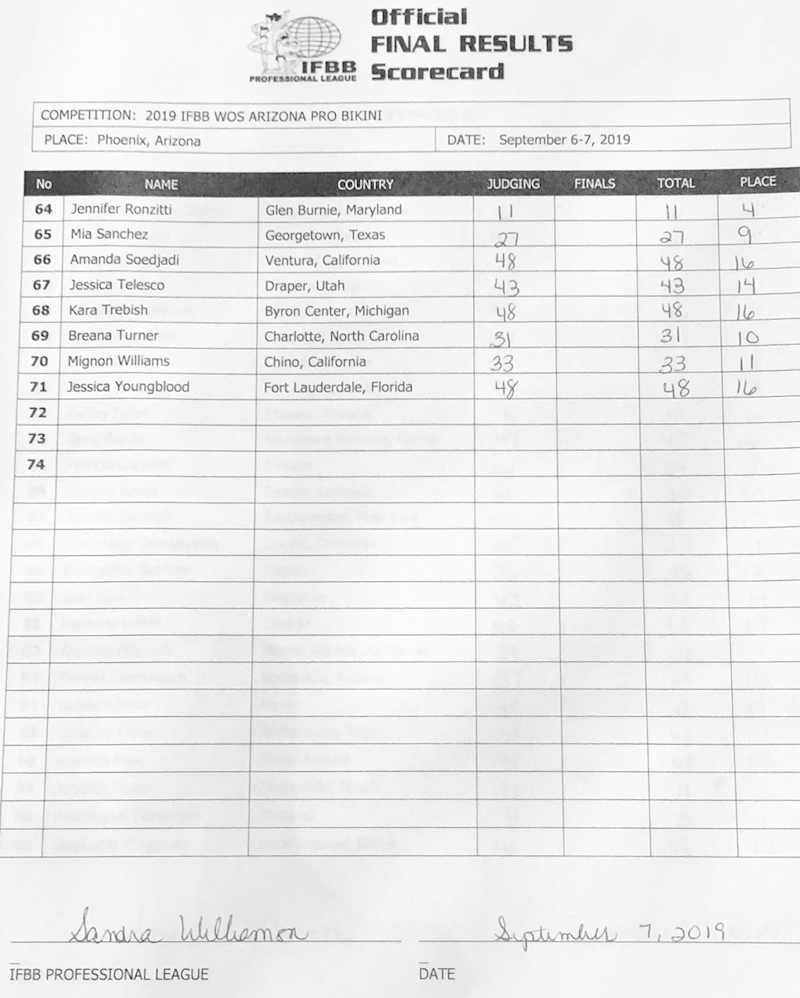 Official
FINAL RESULTS
Scorecard
IFBB
PROFESSIONAL LEAGUE
COMPETITION: 2019 IFBB WOS ARIZONA PRO BIKINI
PLACE: Phoenix, Arizona DATE: September 6-7, 2019
No NAME COUNTRY JUDGING FINALS TOTAL PLACE
64 Jennifer Ronzitti Glen Burnie, Maryland 11 11 4
65 Mia Sanchez Georgetown, Texas 27 27 9
66 Amanda Soedjadi Ventura, California 48 48 16
67 Jessica Telesco Draper, Utah 43 43 14
68 Kara Trebish Byron Center, Michigan 48 48 16
69 Breana Turner Charlotte, North Carolina 31 31 10
70 Mignon Williams Chino, California 33 33 11
71 Jessica Youngblood Fort Lauderdale, Florida 48 48 16
72
73
74
Sandra Williamson September 7, 2019
IFBB PROFESSIONAL LEAGUE DATE